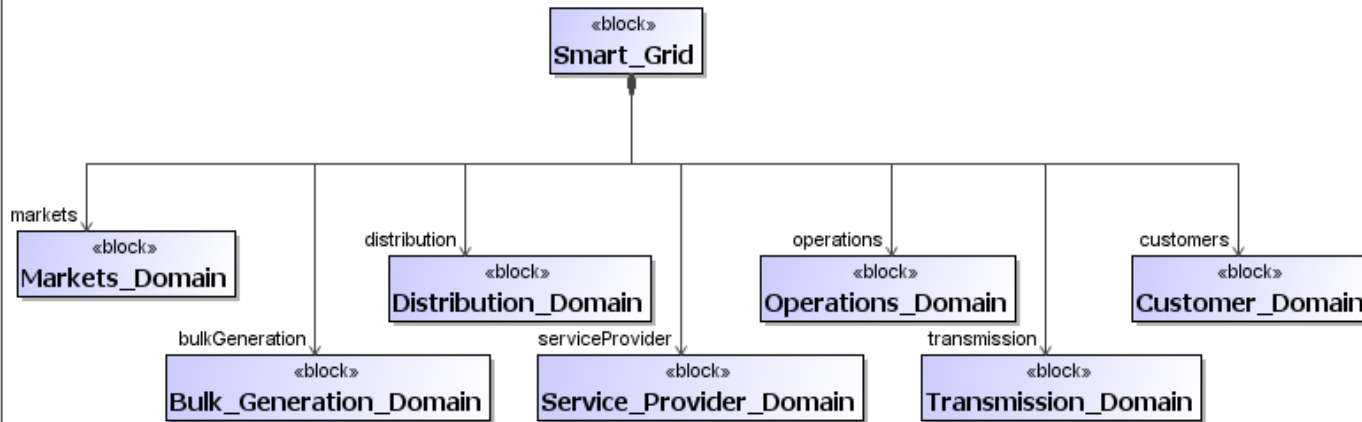 «block»
Smart_Grid
markets
«block»
Markets_Domain
distribution
«block»
Distribution_Domain
operations
«block»
Operations_Domain
customers
«block»
Customer_Domain
bulkGeneration
«block»
Bulk_Generation_Domain
serviceProvider
«block»
Service_Provider_Domain
transmission
«block»
Transmission_Domain